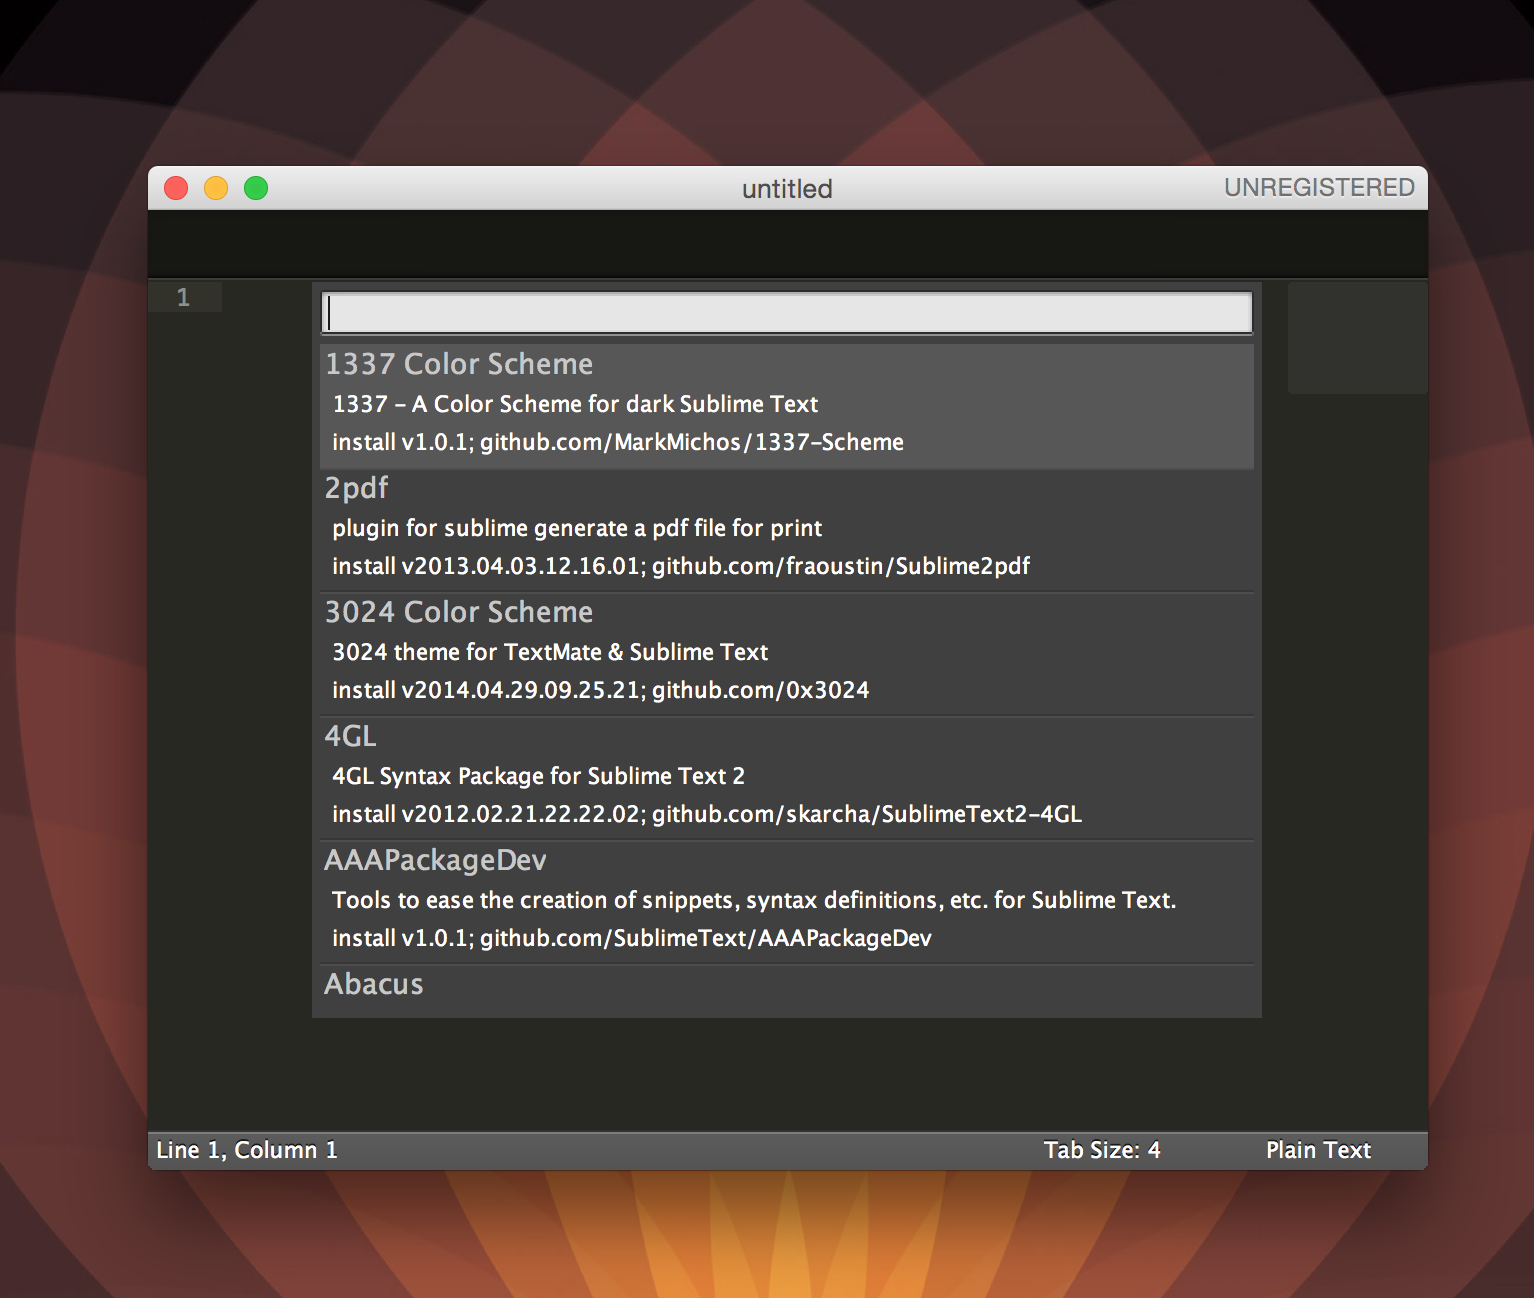 untitled
UNREGISTERED
1
1337 Color Scheme
1337 - A Color Scheme for dark Sublime Text
install v1.0.1; github.com/MarkMichos/1337-Scheme
2pdf
plugin for sublime generate a pdf file for print
install v2013.04.03.12.16.01; github.com/fraoustin/Sublime2pdf
3024 Color Scheme
3024 theme for TextMate & Sublime Text
install v2014.04.29.09.25.21; github.com/0x3024
4GL
4GL Syntax Package for Sublime Text 2
install v2012.02.21.22.22.02; github.com/skarcha/SublimeText2-4GL
AAAPackageDev
Tools to ease the creation of snippets, syntax definitions, etc. for Sublime Text.
install v1.0.1; github.com/SublimeText/AAAPackageDev
Abacus
Line 1, Column 1
Tab Size: 4
Plain Text